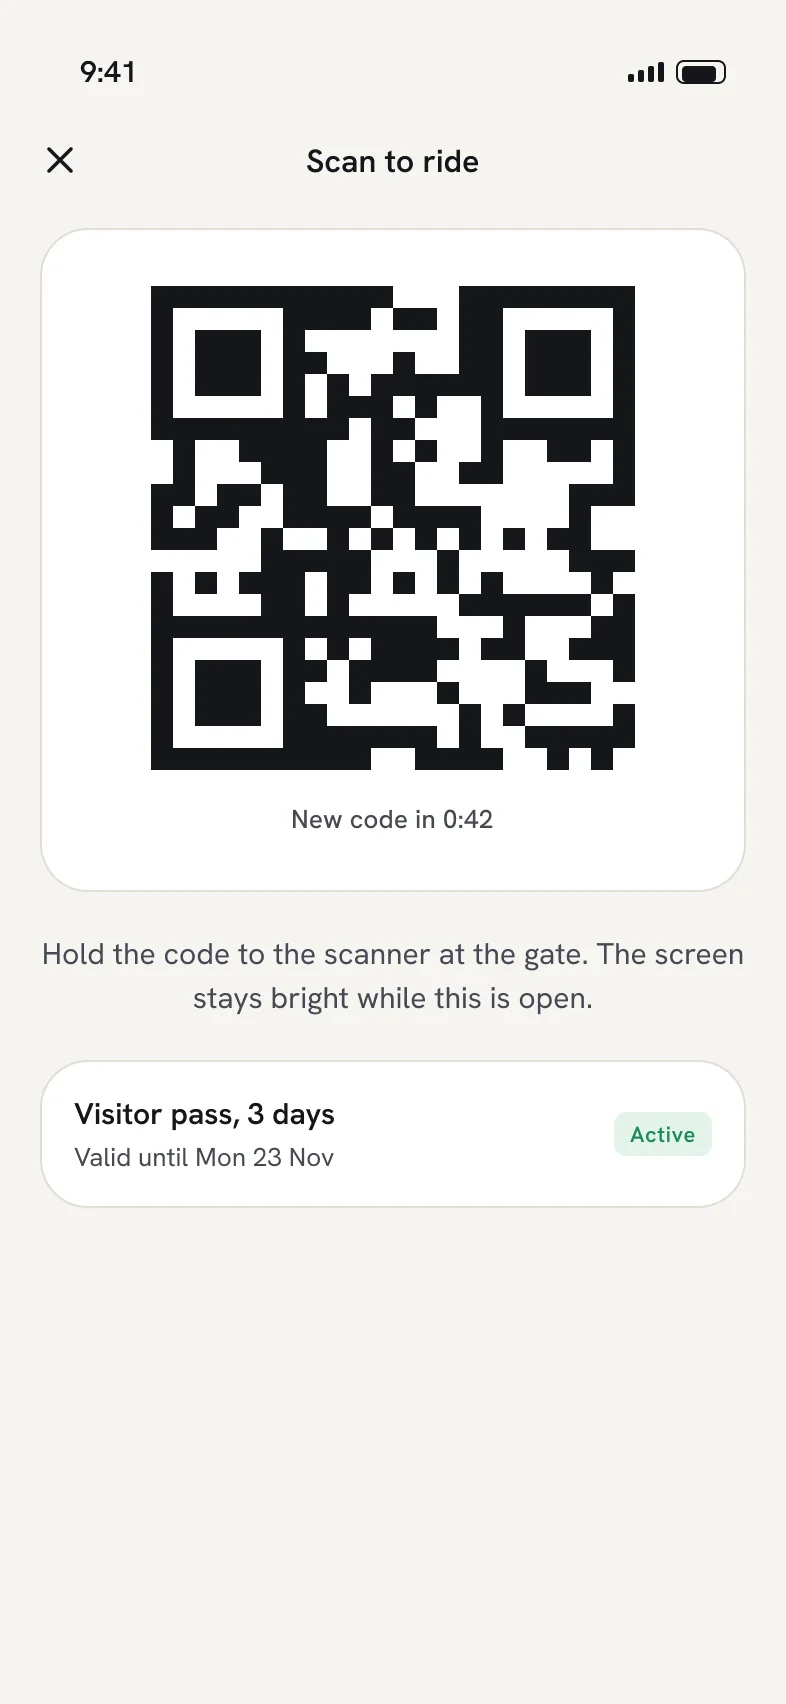 9:41
Scan to ride
New code in 0:42
Hold the code to the scanner at the gate. The screen
stays bright while this is open.
Visitor pass, 3 days
Valid until Mon 23 Nov
Active